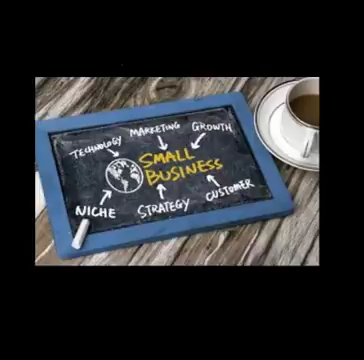 TECHNOLOGY
MARKETING
GROWTH
SMALL
BUSINESS
NICHE
STRATEGY
CUSTOMER